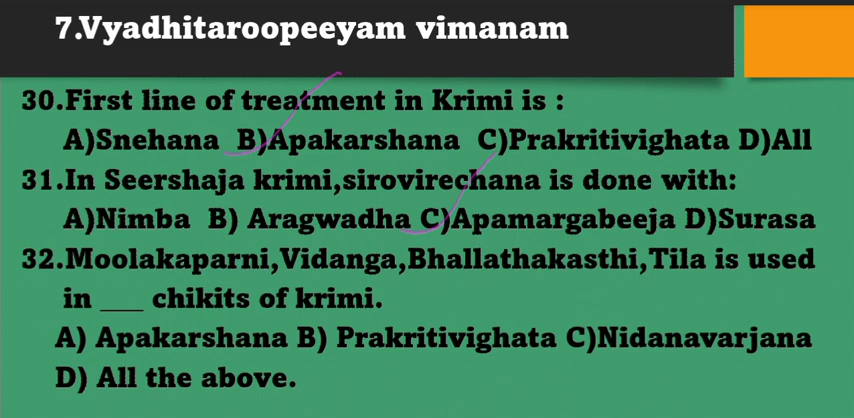 7.Vyadhitaroopeeyam vimanam
30.First line of treatment in Krimi is :
A)Snehana B)Apakarshana C)Prakritivighata D)All
31.In Seershaja krimi,sirovirechana is done with:
A)Nimba B) Aragwadha C)Apamargabeeja D)Surasa
32.Moolakaparni,Vidanga,Bhallathakasthi,Tila is used
in ___ chikits of krimi.
A) Apakarshana B) Prakritivighata C)Nidanavarjana
D) All the above.